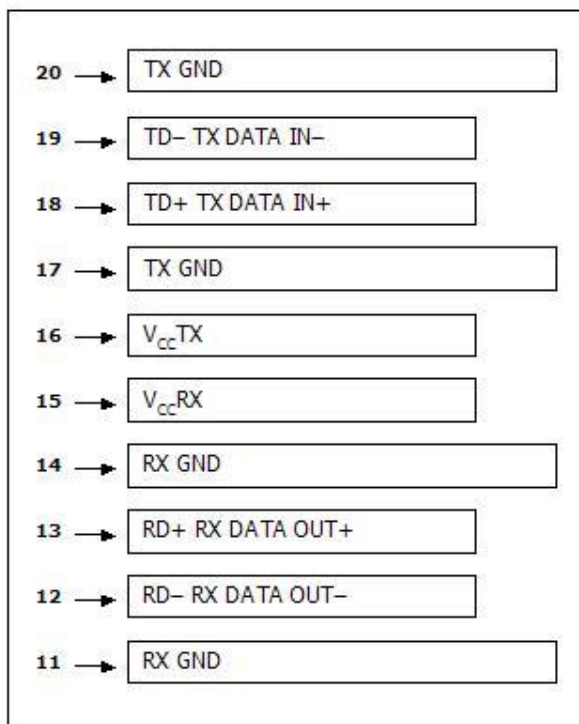 20 TX GND
19 TD– TX DATA IN–
18 TD+ TX DATA IN+
17 TX GND
16 VCCTX
15 VCCRX
14 RX GND
13 RD+ RX DATA OUT+
12 RD– RX DATA OUT–
11 RX GND